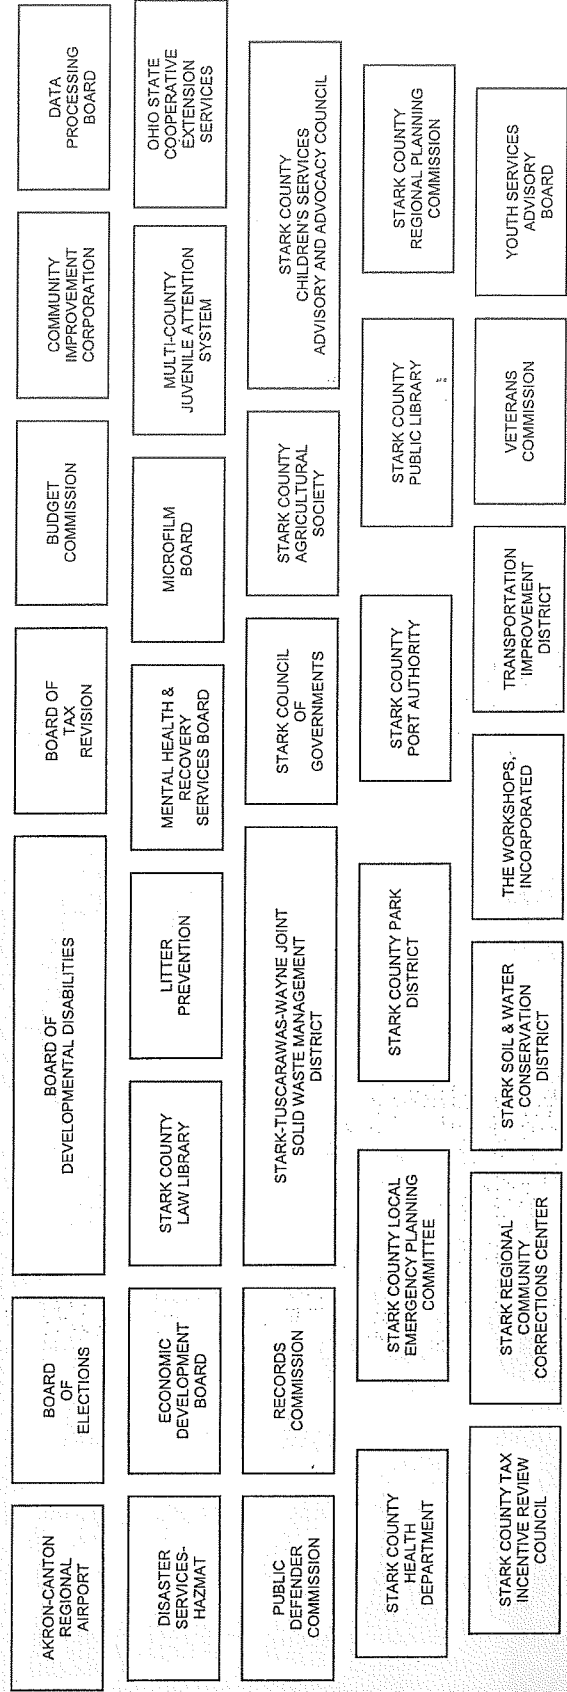 AKRON-CANTON
REGIONAL
AIRPORT
BOARD
OF
ELECTIONS
BOARD OF
DEVELOPMENTAL DISABILITIES
BOARD OF
TAX
REVISION
BUDGET
COMMISSION
COMMUNITY
IMPROVEMENT
CORPORATION
DATA
PROCESSING
BOARD
DISASTER
SERVICES-
HAZMAT
ECONOMIC
DEVELOPMENT
BOARD
STARK COUNTY
LAW LIBRARY
LITTER
PREVENTION
MENTAL HEALTH &
RECOVERY
SERVICES BOARD
MICROFILM
BOARD
MULTI-COUNTY
JUVENILE ATTENTION
SYSTEM
OHIO STATE
COOPERATIVE
EXTENSION
SERVICES
PUBLIC
DEFENDER
COMMISSION
RECORDS
COMMISSION
STARK-TUSCARAWAS-WAYNE JOINT
SOLID WASTE MANAGEMENT
DISTRICT
STARK COUNCIL
OF
GOVERNMENTS
STARK COUNTY
AGRICULTURAL
SOCIETY
STARK COUNTY
CHILDREN'S SERVICES
ADVISORY AND ADVOCACY COUNCIL
STARK COUNTY
HEALTH
DEPARTMENT
STARK COUNTY LOCAL
EMERGENCY PLANNING
COMMITTEE
STARK COUNTY PARK
DISTRICT
STARK COUNTY
PORT AUTHORITY
STARK COUNTY
PUBLIC LIBRARY
STARK COUNTY
REGIONAL PLANNING
COMMISSION
STARK COUNTY TAX
INCENTIVE REVIEW
COUNCIL
STARK REGIONAL
COMMUNITY
CORRECTIONS CENTER
STARK SOIL & WATER
CONSERVATION
DISTRICT
THE WORKSHOPS,
INCORPORATED
TRANSPORTATION
IMPROVEMENT
DISTRICT
VETERANS
COMMISSION
YOUTH SERVICES
ADVISORY
BOARD